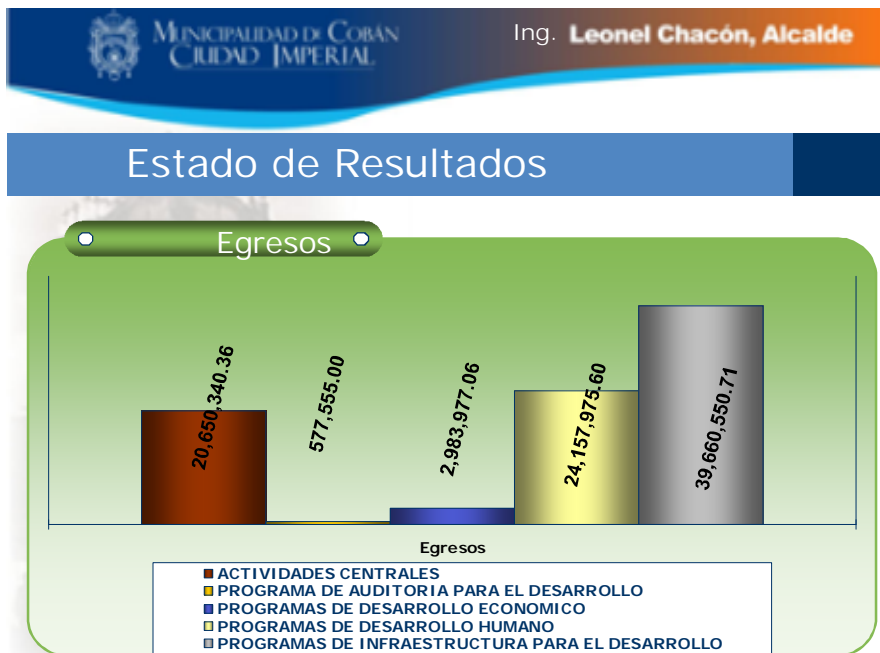 MUNICIPALIDAD DE COBÁN
CIUDAD IMPERIAL
Ing. Leonel Chacón, Alcalde
Estado de Resultados
Egresos
20,650,340.36
577,555.00
2,983,977.06
24,157,975.60
39,660,550.71
Egresos
ACTIVIDADES CENTRALES
PROGRAMA DE AUDITORIA PARA EL DESARROLLO
PROGRAMAS DE DESARROLLO ECONOMICO
PROGRAMAS DE DESARROLLO HUMANO
PROGRAMAS DE INFRAESTRUCTURA PARA EL DESARROLLO